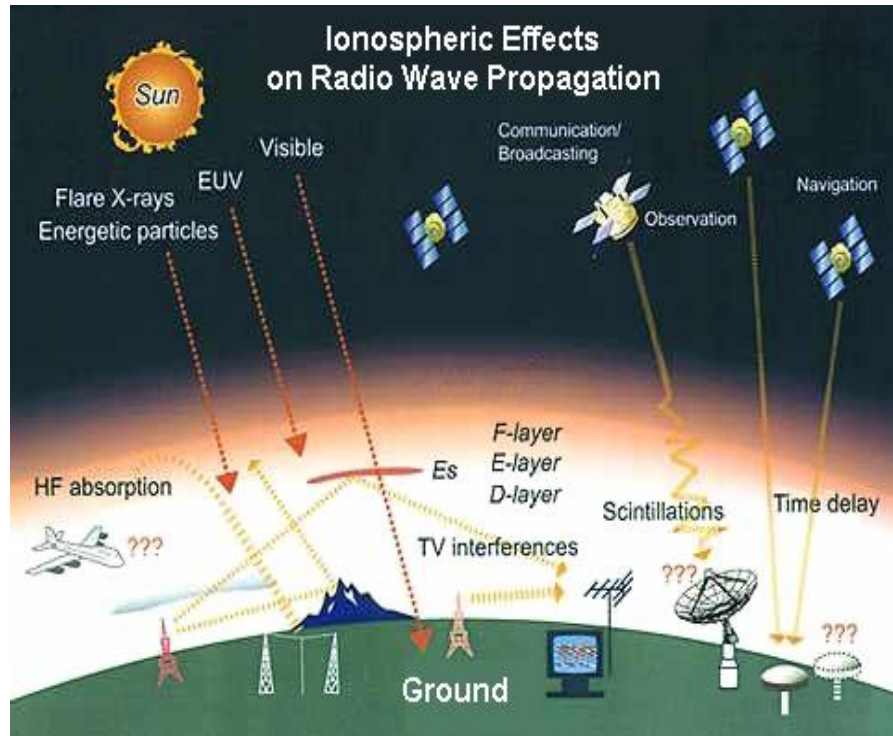 Ionospheric Effects
on Radio Wave Propagation
Sun
Visible
EUV
Flare X-rays
Energetic particles
Communication/
Broadcasting
Observation
Navigation
F-layer
E-layer
D-layer
Es
HF absorption
???
TV interferences
Scintillations
???
Time delay
???
Ground